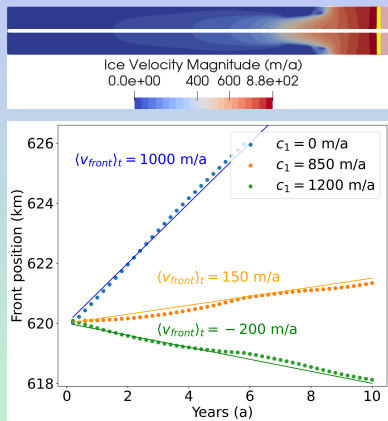 Ice Velocity Magnitude (m/a)
0.0e+00 400 600 8.8e+02
626
624
622
620
618
Front position (km)
⟨v_front⟩_t = 1000 m/a
c_1 = 0 m/a
c_1 = 850 m/a
c_1 = 1200 m/a
⟨v_front⟩_t = 150 m/a
⟨v_front⟩_t = −200 m/a
0 2 4 6 8 10
Years (a)